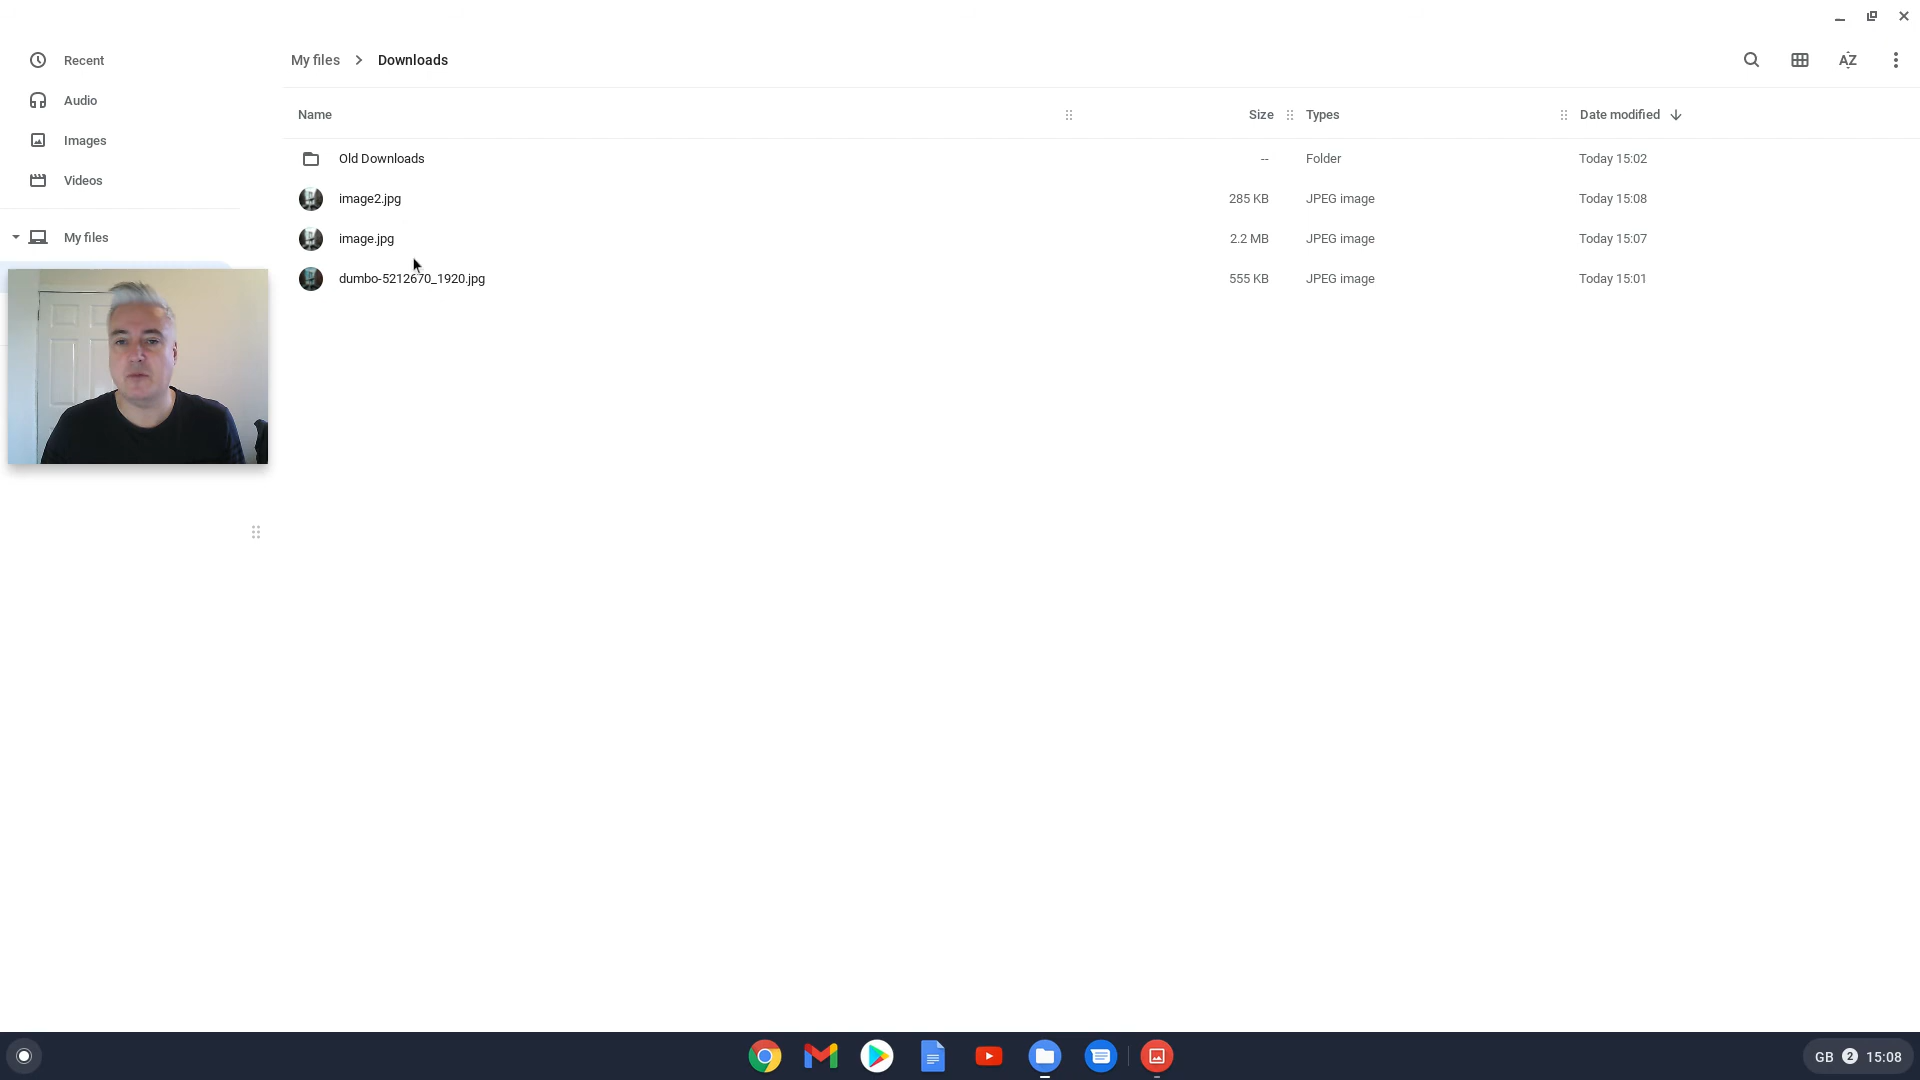 Recent
Audio
Images
Videos
My files
My files > Downloads
AZ
Name Size Types Date modified
Old Downloads -- Folder Today 15:02
image2.jpg 285 KB JPEG image Today 15:08
image.jpg 2.2 MB JPEG image Today 15:07
dumbo-5212670_1920.jpg 555 KB JPEG image Today 15:01
GB 2 15:08